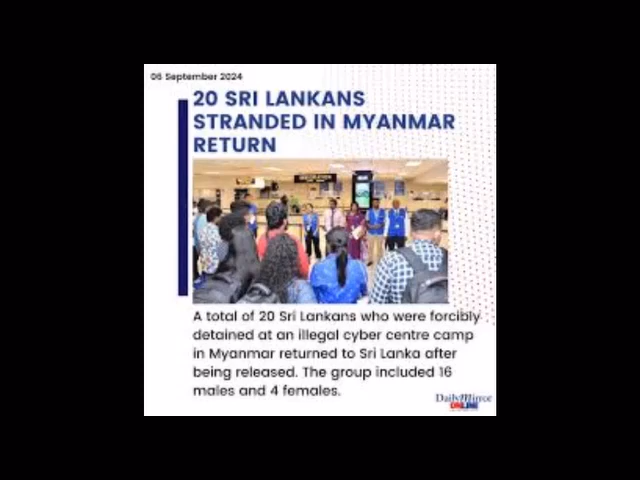 06 September 2024
20 SRI LANKANS
STRANDED IN MYANMAR
RETURN
A total of 20 Sri Lankans who were forcibly
detained at an illegal cyber centre camp
in Myanmar returned to Sri Lanka after
being released. The group included 16
males and 4 females.
DailyMirror
ONLINE